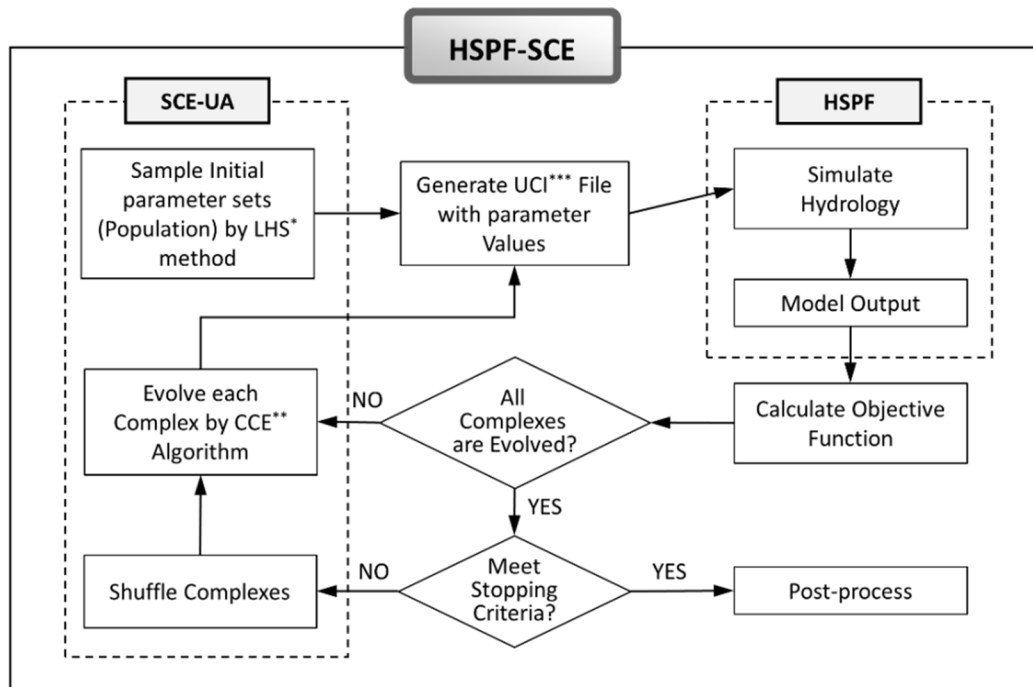 HSPF-SCE
SCE-UA
HSPF
Sample Initial
parameter sets
(Population) by LHS*
method
Generate UCI*** File
with parameter
Values
Simulate
Hydrology
Model Output
Evolve each
Complex by CCE**
Algorithm
NO
All
Complexes
are Evolved?
Calculate Objective
Function
YES
Shuffle Complexes
NO
Meet
Stopping
Criteria?
YES
Post-process